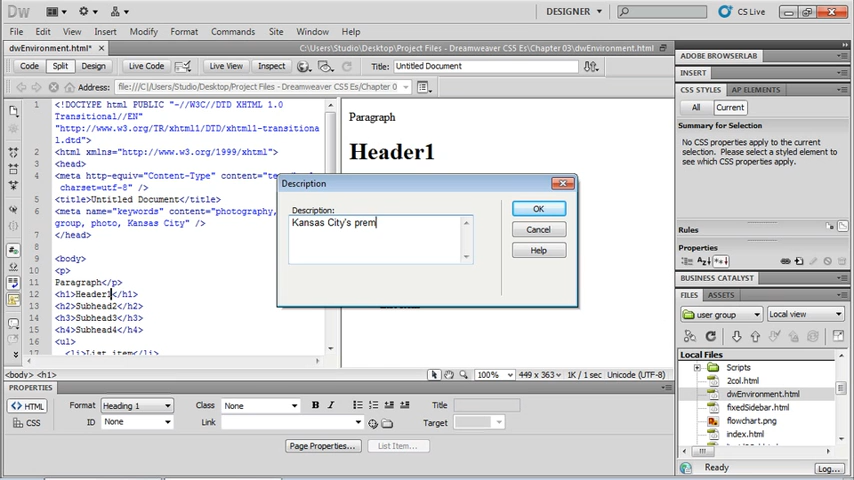 Dw
DESIGNER
CS Live
File Edit View Insert Modify Format Commands Site Window Help
dwEnvironment.html*
C:\Users\Studio\Desktop\Project Files - Dreamweaver CS5 Es\Chapter 03\dwEnvironment.html
Code Split Design Live Code Live View Inspect Title: Untitled Document
Address: file:///C|/Users/Studio/Desktop/Project Files - Dreamweaver CS5 Es/Chapter 0
1 <!DOCTYPE html PUBLIC "-//W3C//DTD XHTML 1.0
Transitional//EN"
"http://www.w3.org/TR/xhtml1/DTD/xhtml1-transitiona
l.dtd">
2 <html xmlns="http://www.w3.org/1999/xhtml">
3 <head>
4 <meta http-equiv="Content-Type" content="te
charset=utf-8" />
5 <title>Untitled Document</title>
6 <meta name="keywords" content="photography,
group, photo, Kansas City" />
7 </head>
8
9 <body>
10 <p>
11 Paragraph</p>
12 <h1>Header1</h1>
13 <h2>Subhead2</h2>
14 <h3>Subhead3</h3>
15 <h4>Subhead4</h4>
16 <ul>
17 <li>List item</li>
Paragraph
Header1
Description
Description:
Kansas City's prem
OK
Cancel
Help
<body> <h1>
100% 449 x 363 1K / 1 sec Unicode (UTF-8)
PROPERTIES
HTML
CSS
Format Heading 1
ID None
Class None
Link
B I
Title
Target
Page Properties...
List Item...
ADOBE BROWSERLAB
INSERT
CSS STYLES AP ELEMENTS
All Current
Summary for Selection
No CSS properties apply to the current
selection. Please select a styled element to
see which CSS properties apply.
Rules
Properties
BUSINESS CATALYST
FILES ASSETS
user group Local view
Local Files
Scripts
2col.html
dwEnvironment.html
fixedSidebar.html
flowchart.png
index.html
Ready Log...